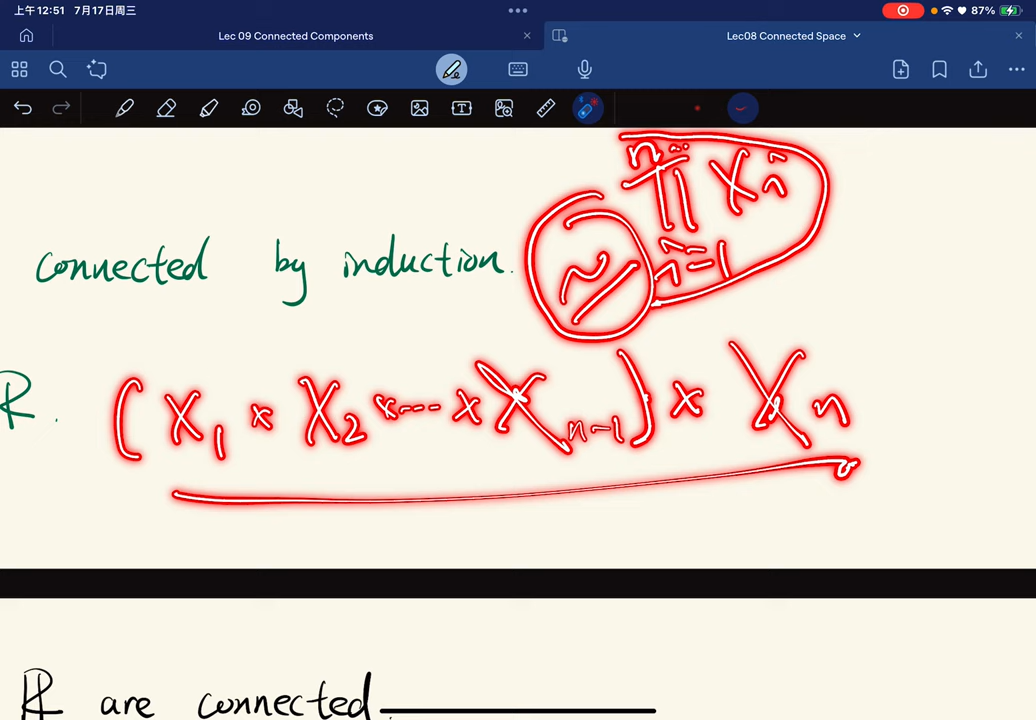 上午12:51 7月17日周三
87%
Lec 09 Connected Components
Lec08 Connected Space
n
∏ Xi
i=1
connected by induction. ≃
R. (X₁ × X₂ × ··· × Xₙ₋₁) × Xₙ
R are connected.